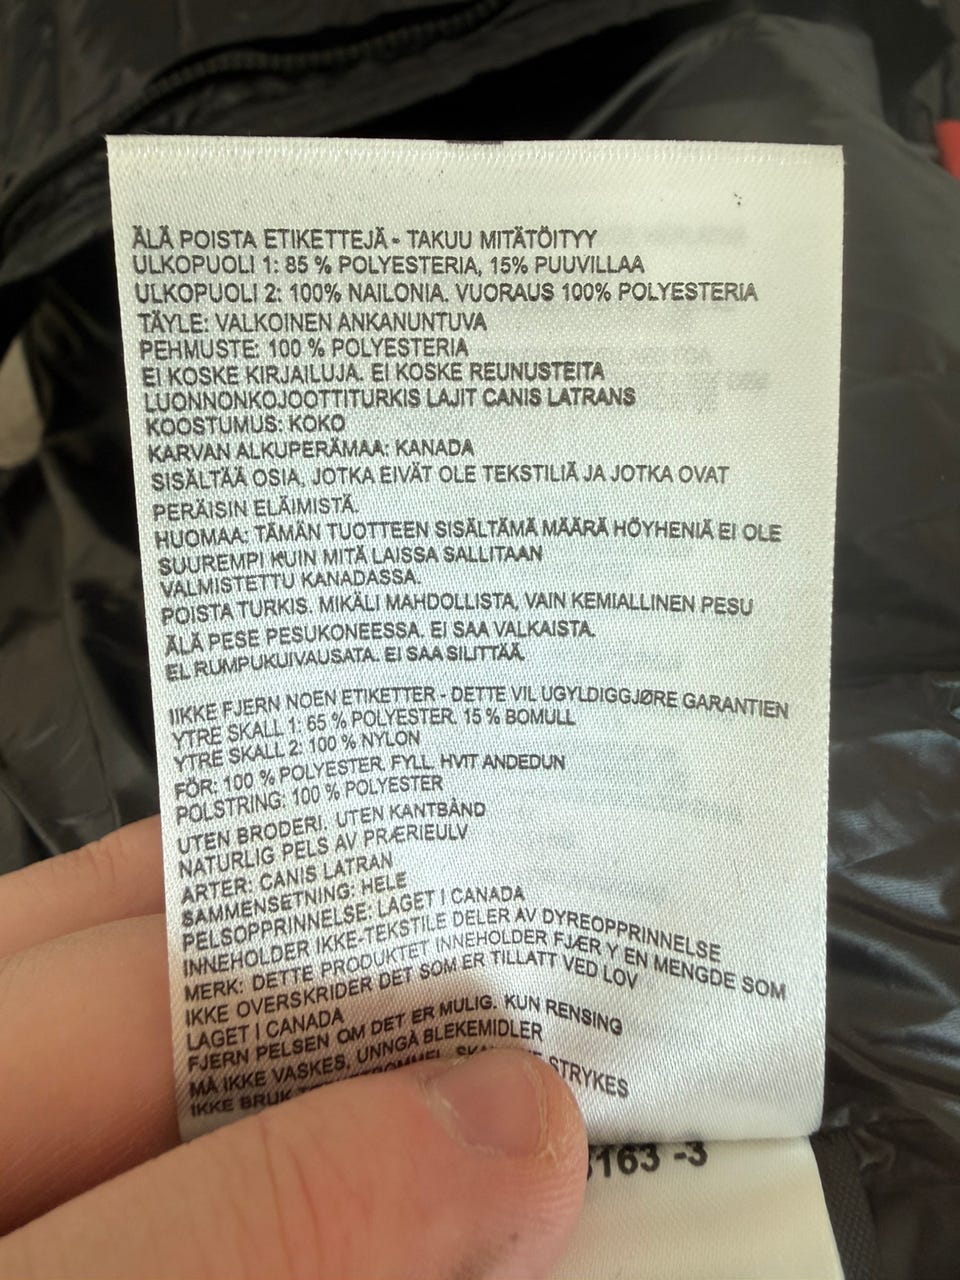 ÄLÄ POISTA ETIKETTEJÄ - TAKUU MITÄTÖITYY
ULKOPUOLI 1: 85 % POLYESTERIA, 15% PUUVILLAA
ULKOPUOLI 2: 100% NAILONIA. VUORAUS 100% POLYESTERIA
TÄYLE: VALKOINEN ANKANUNTUVA
PEHMUSTE: 100 % POLYESTERIA
EI KOSKE KIRJAILUJA. EI KOSKE REUNUSTEITA
LUONNONKOJOOTTITURKIS LAJIT CANIS LATRANS
KOOSTUMUS: KOKO
KARVAN ALKUPERÄMAA: KANADA
SISÄLTÄÄ OSIA, JOTKA EIVÄT OLE TEKSTILIÄ JA JOTKA OVAT
PERÄISIN ELÄIMISTÄ.
HUOMAA: TÄMÄN TUOTTEEN SISÄLTÄMÄ MÄÄRÄ HÖYHENIÄ EI OLE
SUUREMPI KUIN MITÄ LAISSA SALLITAAN
VALMISTETTU KANADASSA.
POISTA TURKIS. MIKÄLI MAHDOLLISTA, VAIN KEMIALLINEN PESU
ÄLÄ PESE PESUKONEESSA. EI SAA VALKAISTA.
EL RUMPUKUIVAUSATA. EI SAA SILITTÄÄ.
IIKKE FJERN NOEN ETIKETTER - DETTE VIL UGYLDIGGJØRE GARANTIEN
YTRE SKALL 1: 65 % POLYESTER. 15 % BOMULL
YTRE SKALL 2: 100 % NYLON
FÖR: 100 % POLYESTER. FYLL. HVIT ANDEDUN
POLSTRING: 100 % POLYESTER
UTEN BRODERI. UTEN KANTBÅND
NATURLIG PELS AV PRÆRIEULV
ARTER: CANIS LATRAN
SAMMENSETNING: HELE
PELSOPPRINNELSE: LAGET I CANADA
INNEHOLDER IKKE-TEKSTILE DELER AV DYREOPPRINNELSE
MERK: DETTE PRODUKTET INNEHOLDER FJÆR Y EN MENGDE SOM
IKKE OVERSKRIDER DET SOM ER TILLATT VED LOV
LAGET I CANADA
FJERN PELSEN OM DET ER MULIG. KUN RENSING
MÅ IKKE VASKES, UNNGÅ BLEKEMIDLER
IKKE BRUK STRYKES
163 -3